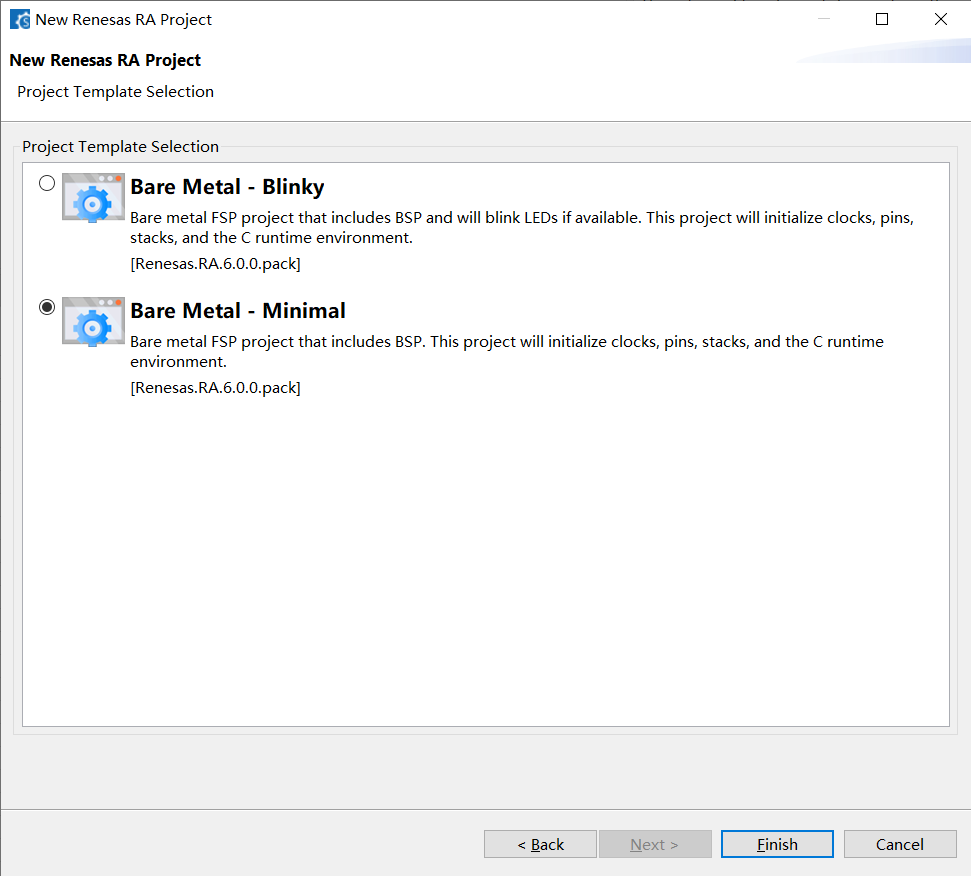 New Renesas RA Project
New Renesas RA Project
Project Template Selection
Project Template Selection
Bare Metal - Blinky
Bare metal FSP project that includes BSP and will blink LEDs if available. This project will initialize clocks, pins,
stacks, and the C runtime environment.
[Renesas.RA.6.0.0.pack]
Bare Metal - Minimal
Bare metal FSP project that includes BSP. This project will initialize clocks, pins, stacks, and the C runtime
environment.
[Renesas.RA.6.0.0.pack]
< Back
Next >
Finish
Cancel